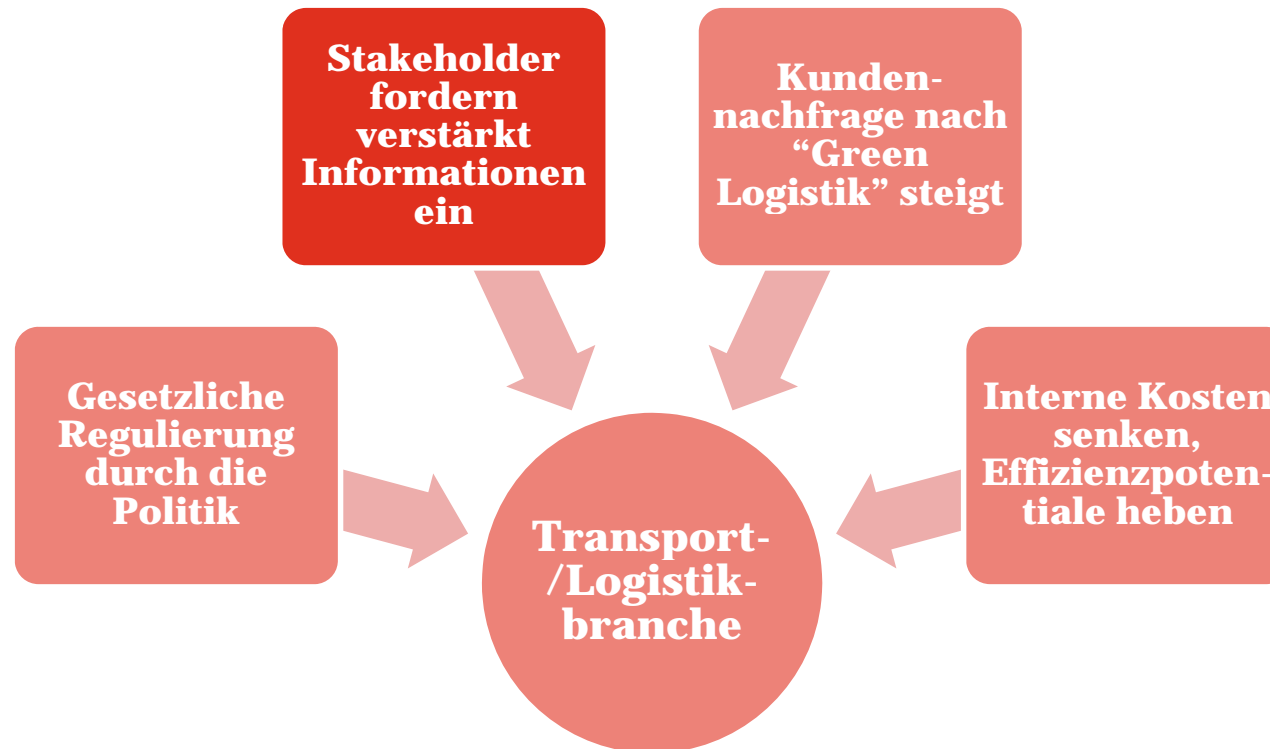 Stakeholder
fordern
verstärkt
Informationen
ein
Kunden-
nachfrage nach
“Green
Logistik” steigt
Gesetzliche
Regulierung
durch die
Politik
Interne Kosten
senken,
Effizienzpoten-
tiale heben
Transport-
/Logistik-
branche